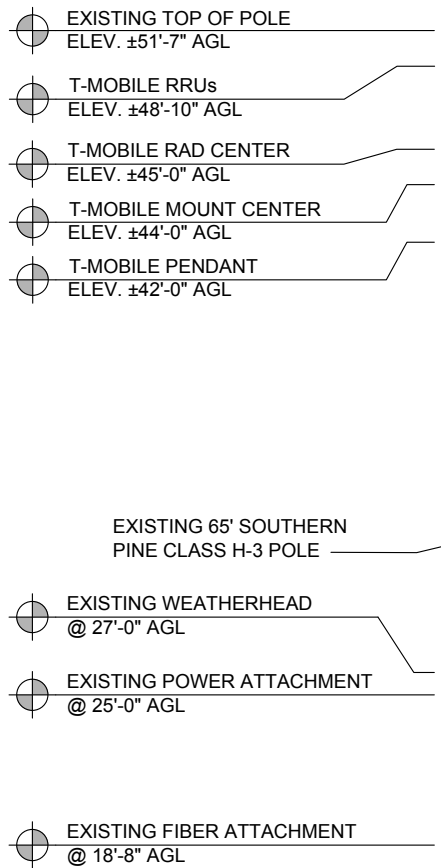 EXISTING TOP OF POLE
ELEV. ±51'-7" AGL
T-MOBILE RRUs
ELEV. ±48'-10" AGL
T-MOBILE RAD CENTER
ELEV. ±45'-0" AGL
T-MOBILE MOUNT CENTER
ELEV. ±44'-0" AGL
T-MOBILE PENDANT
ELEV. ±42'-0" AGL
EXISTING 65' SOUTHERN
PINE CLASS H-3 POLE
EXISTING WEATHERHEAD
@ 27'-0" AGL
EXISTING POWER ATTACHMENT
@ 25'-0" AGL
EXISTING FIBER ATTACHMENT
@ 18'-8" AGL